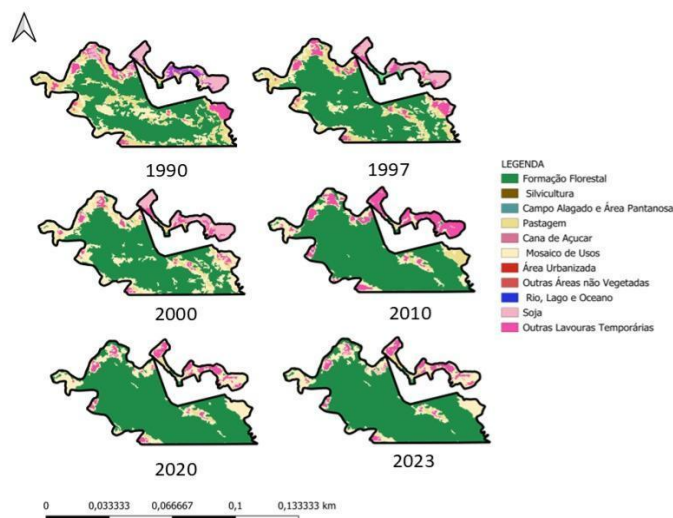 1990
1997
2000
2010
2020
2023
LEGENDA
Formação Florestal
Silvicultura
Campo Alagado e Área Pantanosa
Pastagem
Cana de Açucar
Mosaico de Usos
Área Urbanizada
Outras Áreas não Vegetadas
Rio, Lago e Oceano
Soja
Outras Lavouras Temporárias
0 0,033333 0,066667 0,1 0,133333 km